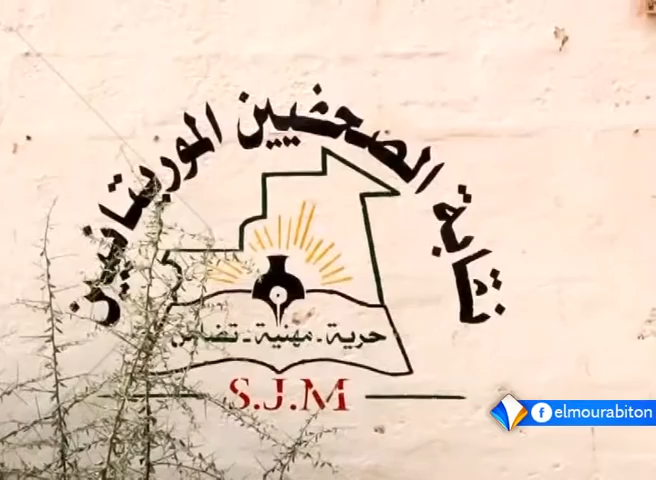 نقابة الصحفيين الموريتانيين
حرية - مهنية - تضامن
S.J.M
elmourabiton